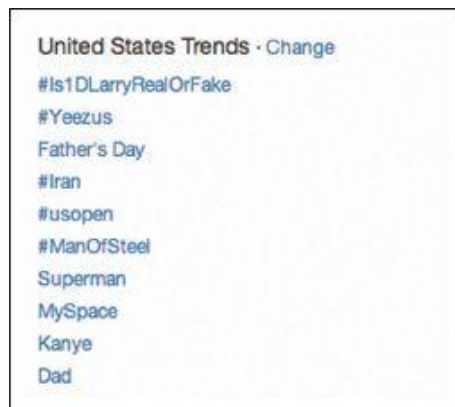 United States Trends · Change
#Is1DLarryRealOrFake
#Yeezus
Father's Day
#Iran
#usopen
#ManOfSteel
Superman
MySpace
Kanye
Dad